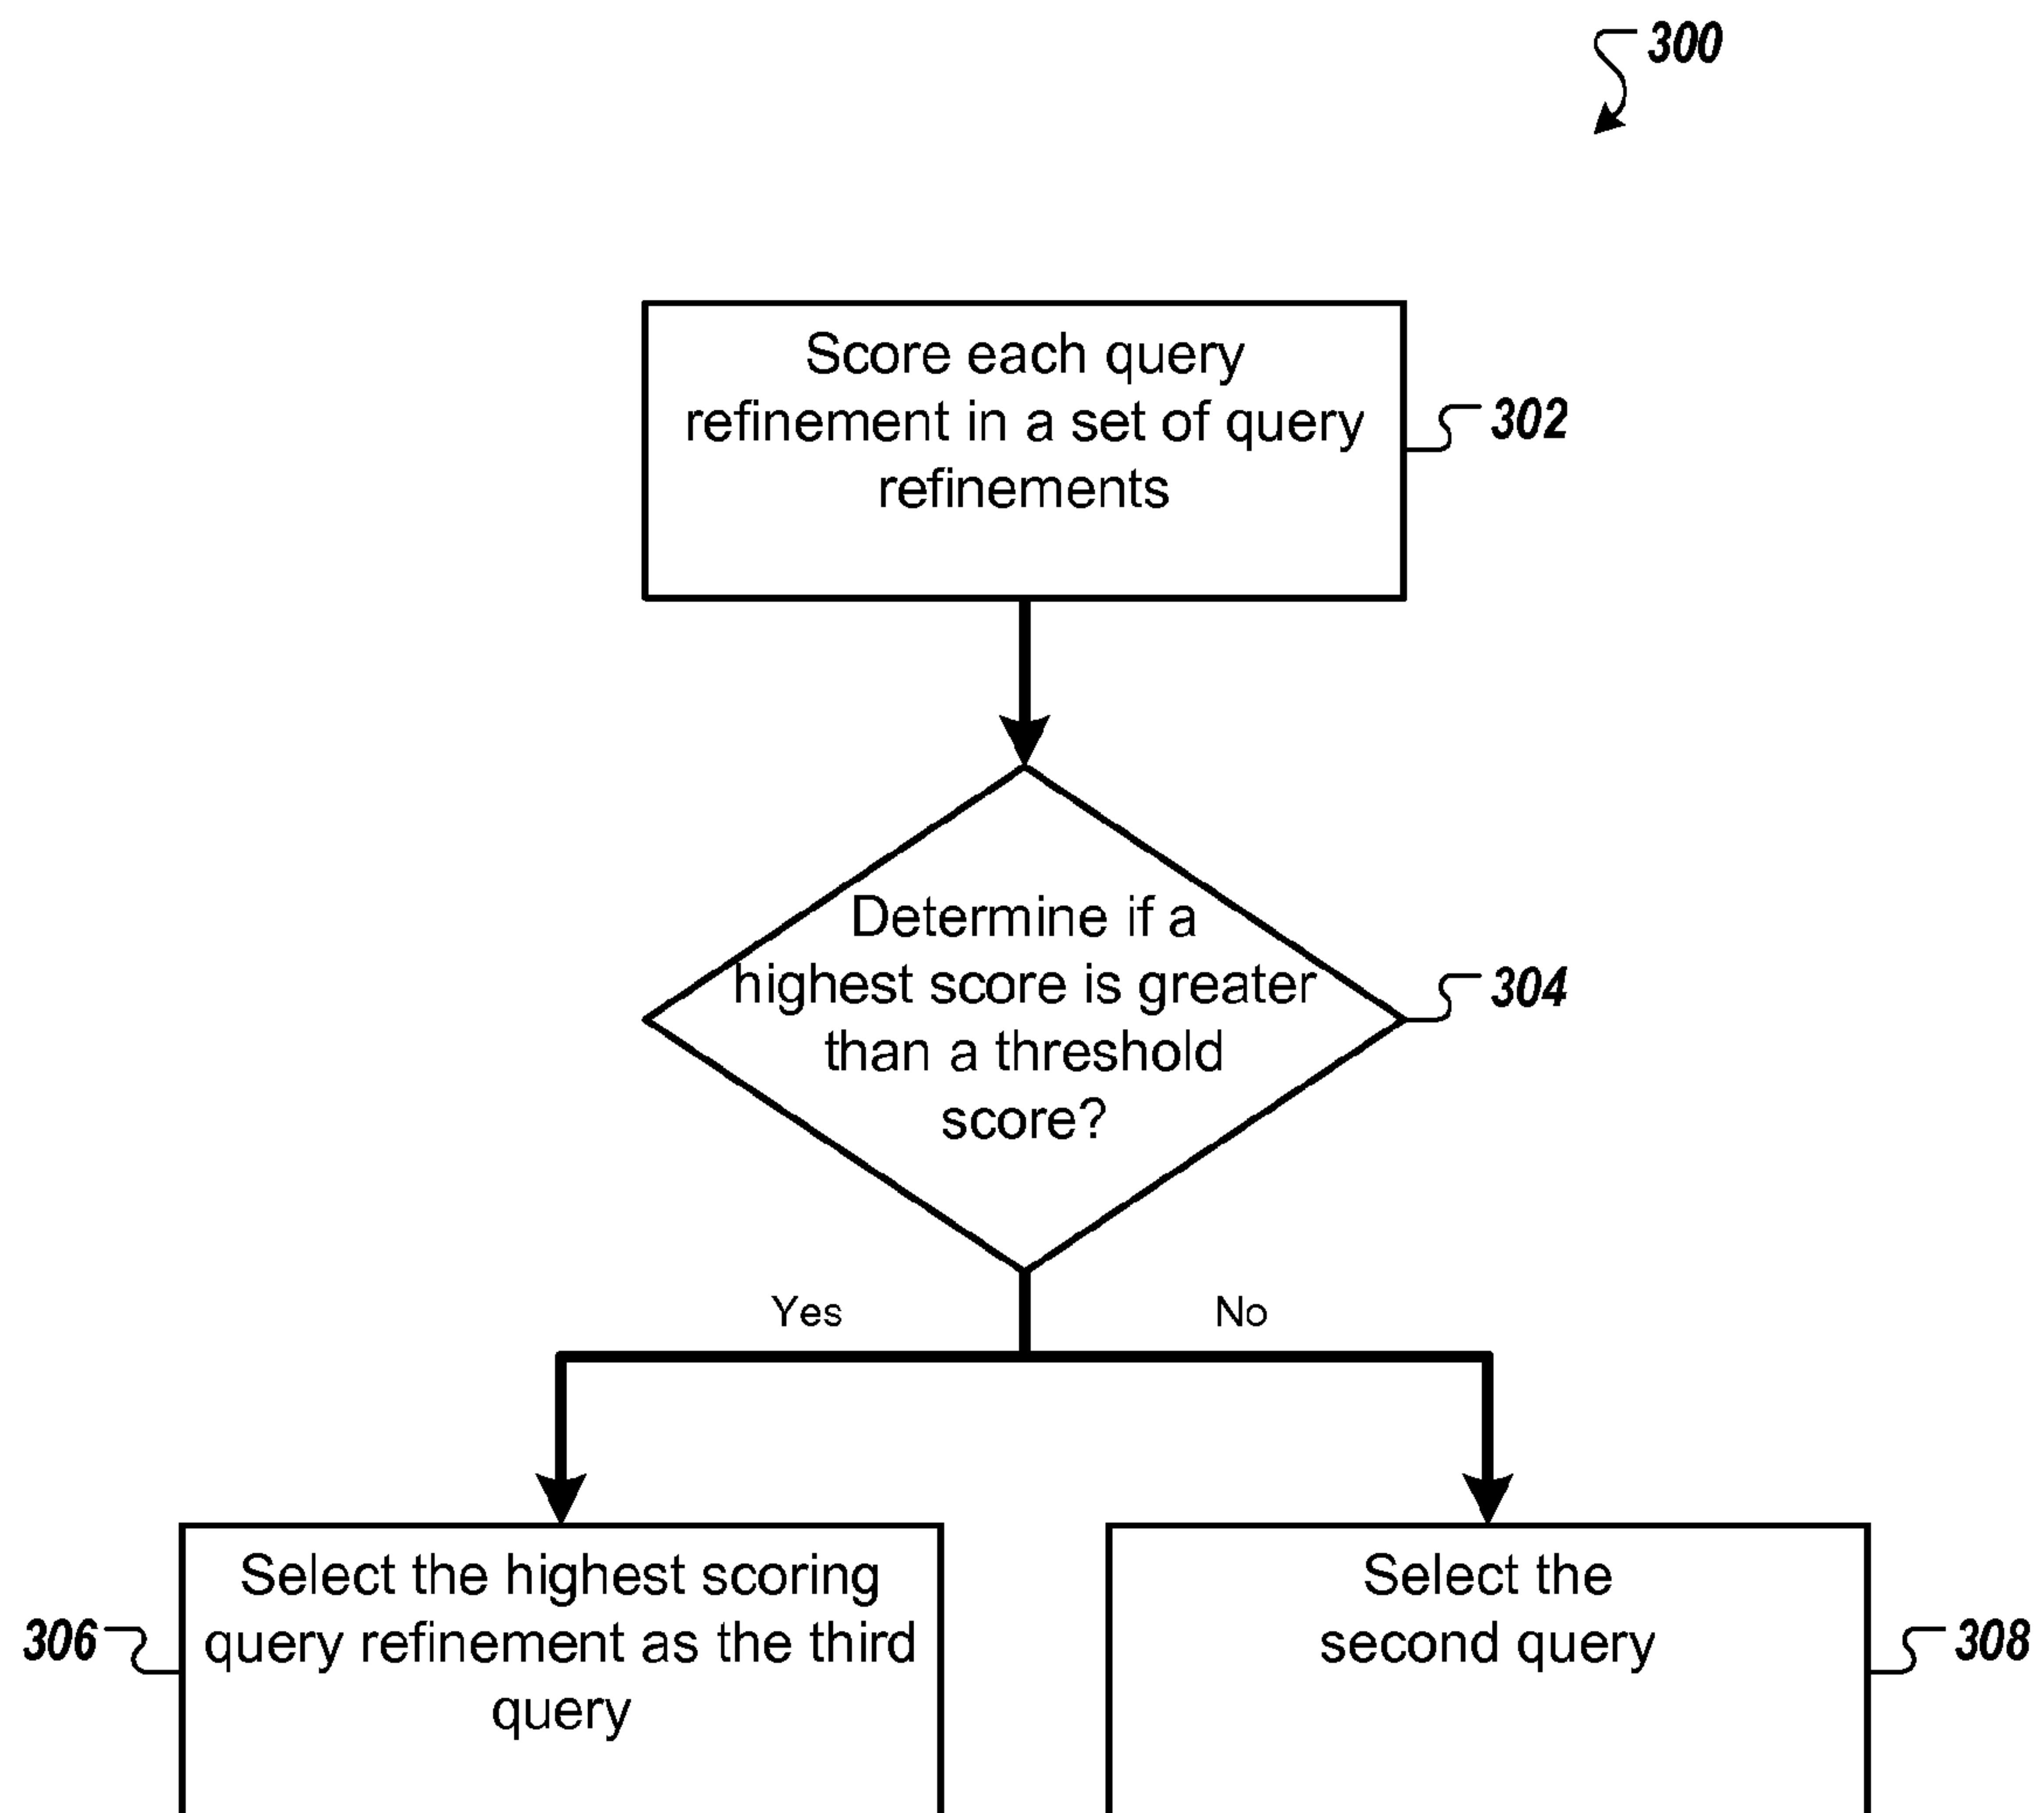 300
Score each query
refinement in a set of query
refinements
302
Determine if a
highest score is greater
than a threshold
score?
304
Yes
No
Select the highest scoring
query refinement as the third
query
306
Select the
second query
308